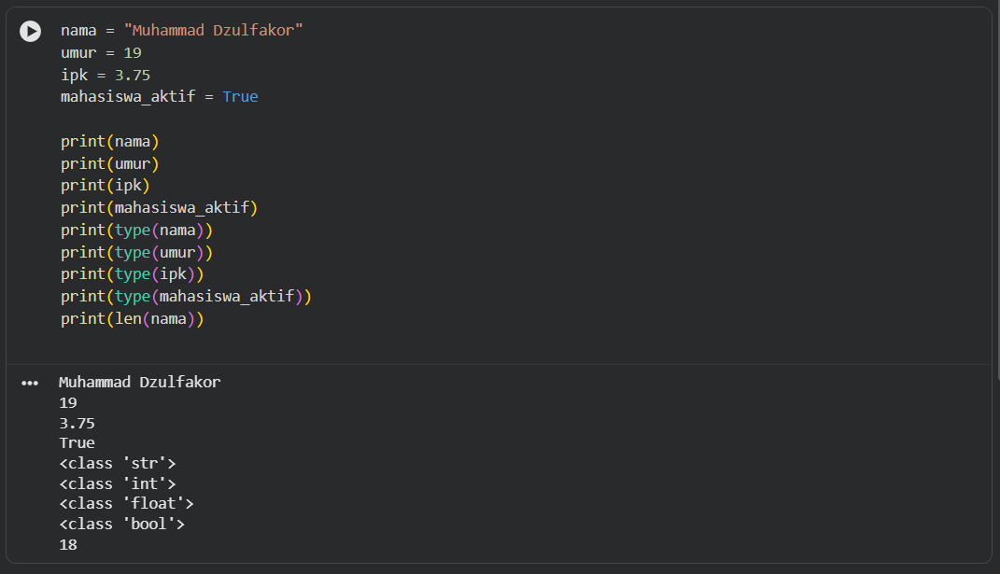 nama = "Muhammad Dzulfakor"
umur = 19
ipk = 3.75
mahasiswa_aktif = True

print(nama)
print(umur)
print(ipk)
print(mahasiswa_aktif)
print(type(nama))
print(type(umur))
print(type(ipk))
print(type(mahasiswa_aktif))
print(len(nama))

Muhammad Dzulfakor
19
3.75
True
<class 'str'>
<class 'int'>
<class 'float'>
<class 'bool'>
18